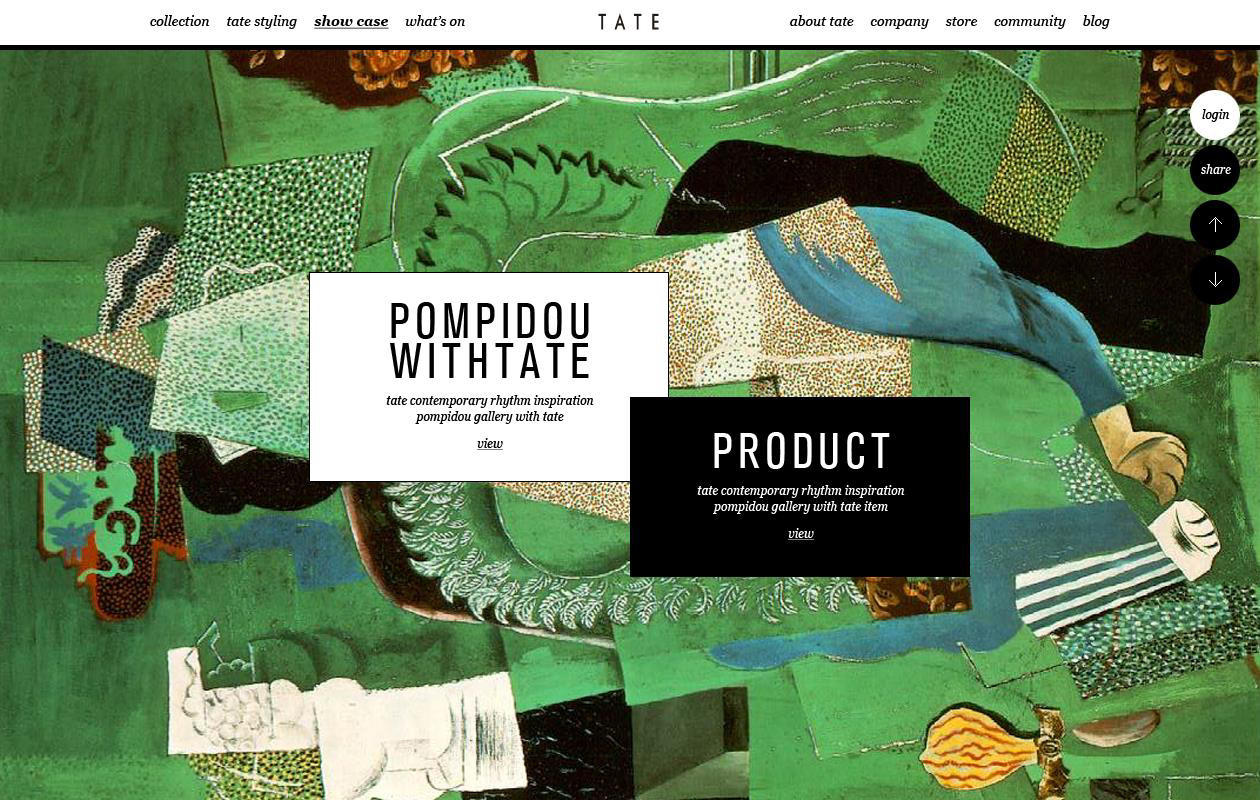 collection tate styling show case what's on TATE about tate company store community blog
login
share
POMPIDOU
WITHTATE
tate contemporary rhythm inspiration
pompidou gallery with tate
view
PRODUCT
tate contemporary rhythm inspiration
pompidou gallery with tate item
view